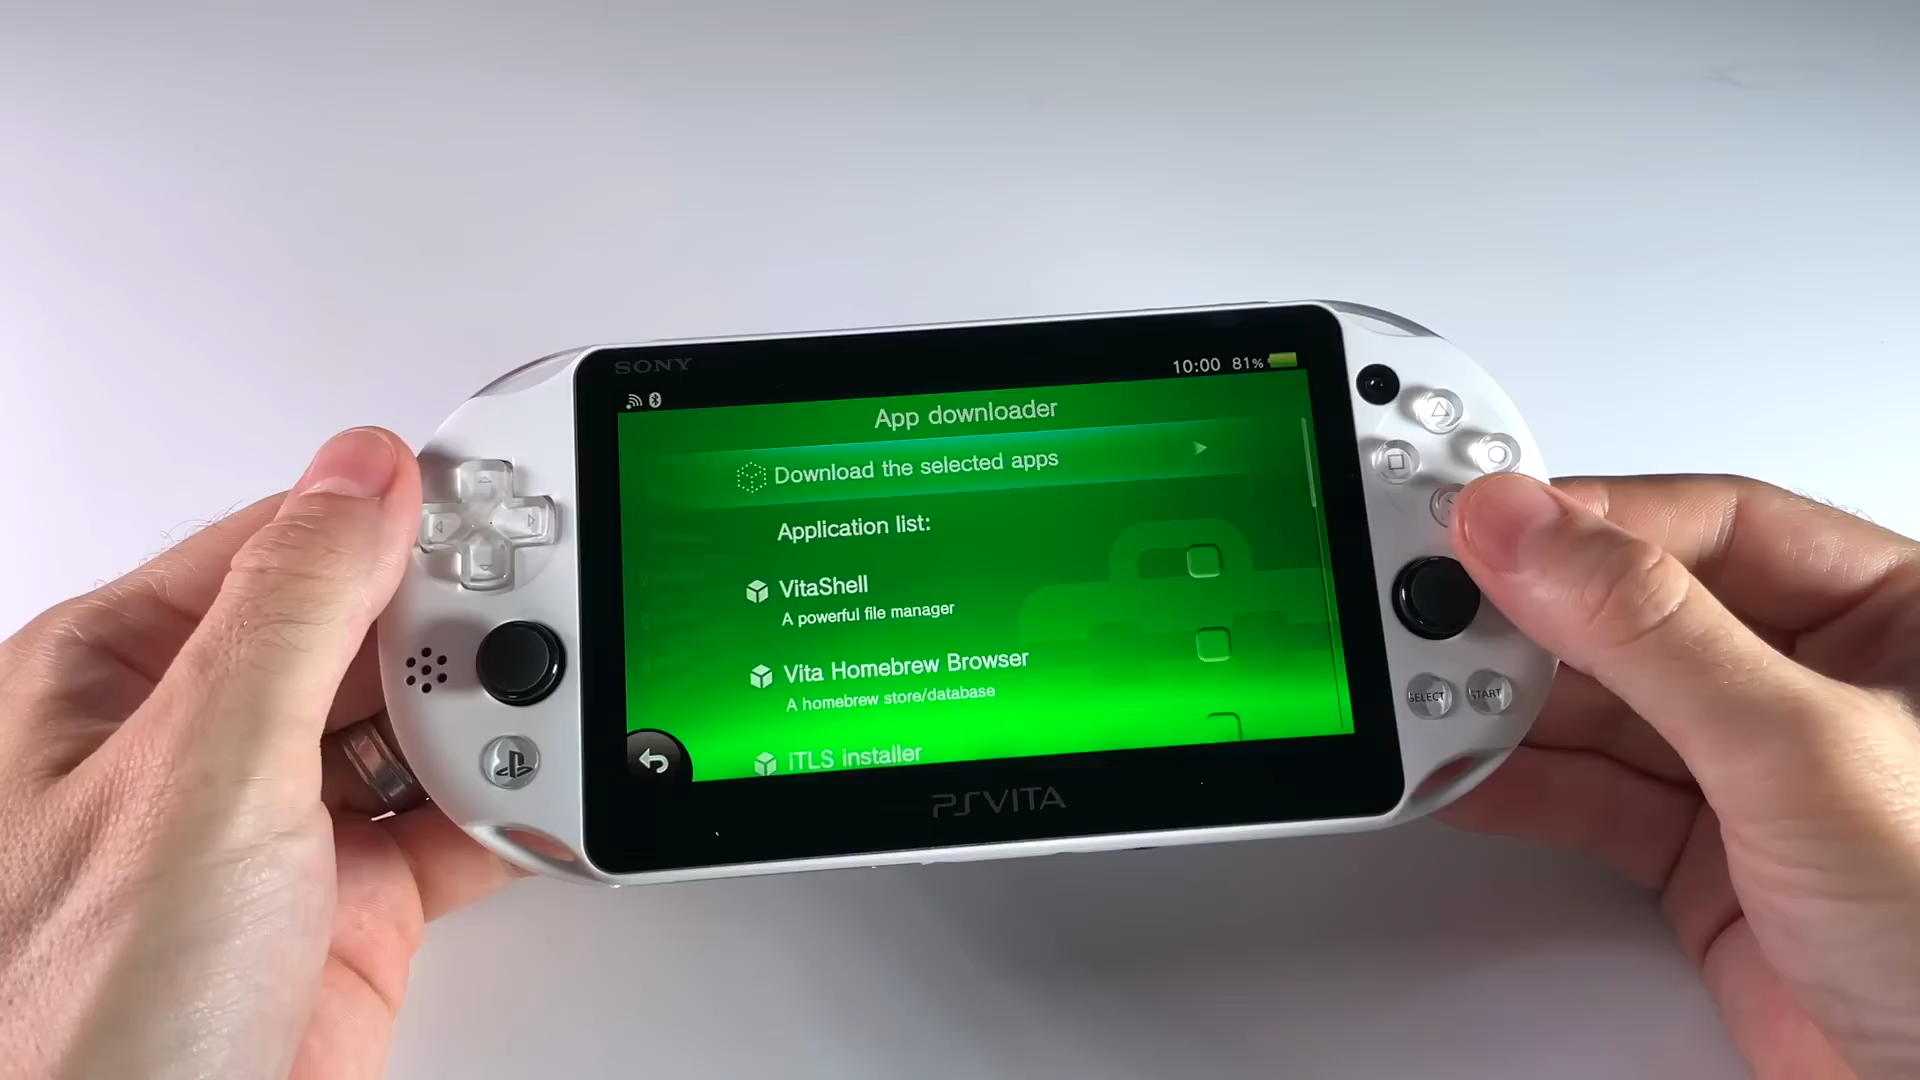 SONY
10:00 81%
App downloader
Download the selected apps
Application list:
VitaShell
A powerful file manager
Vita Homebrew Browser
A homebrew store/database
iTLS installer
PSVITA
SELECT
START